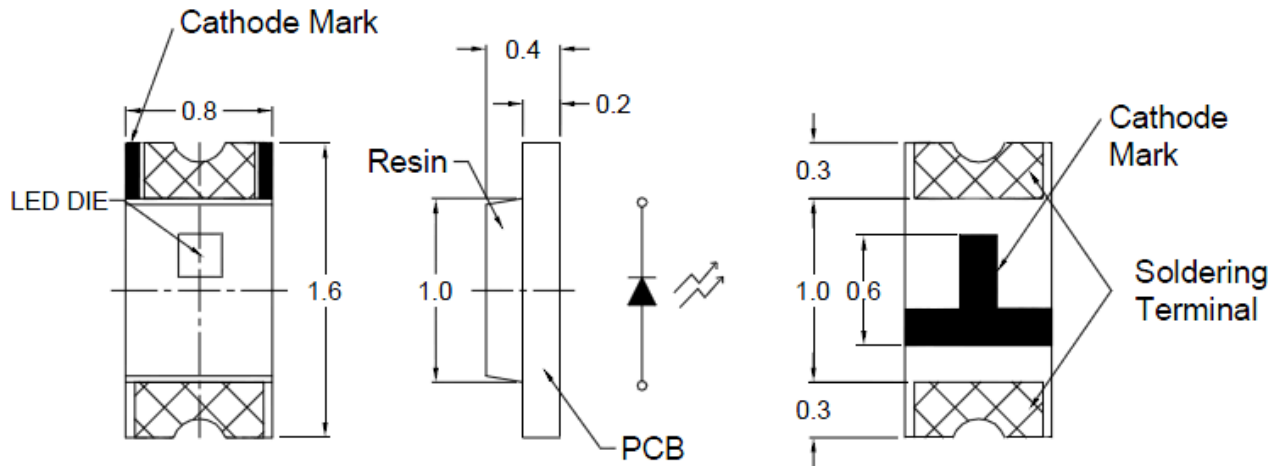 Cathode Mark
0.8
LED DIE
1.6
0.4
0.2
Resin
1.0
PCB
Cathode
Mark
0.3
1.0
0.6
Soldering
Terminal
0.3